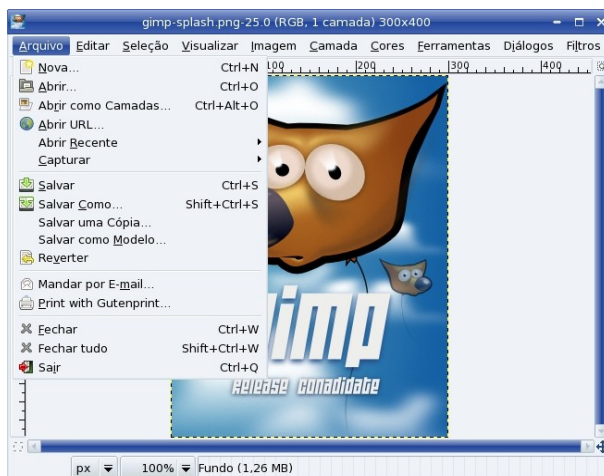 gimp-splash.png-25.0 (RGB, 1 camada) 300x400
Arquivo Editar Seleção Visualizar Imagem Camada Cores Ferramentas Diálogos Filtros
Nova... Ctrl+N
100 200 300 400
Abrir... Ctrl+O
Abrir como Camadas... Ctrl+Alt+O
Abrir URL...
Abrir Recente
Capturar
Salvar Ctrl+S
Salvar Como... Shift+Ctrl+S
Salvar uma Cópia...
Salvar como Modelo...
Reverter
Mandar por E-mail...
Print with Gutenprint...
Fechar Ctrl+W
Fechar tudo Shift+Ctrl+W
Sair Ctrl+Q
gimp
release conadidate
px 100% Fundo (1,26 MB)